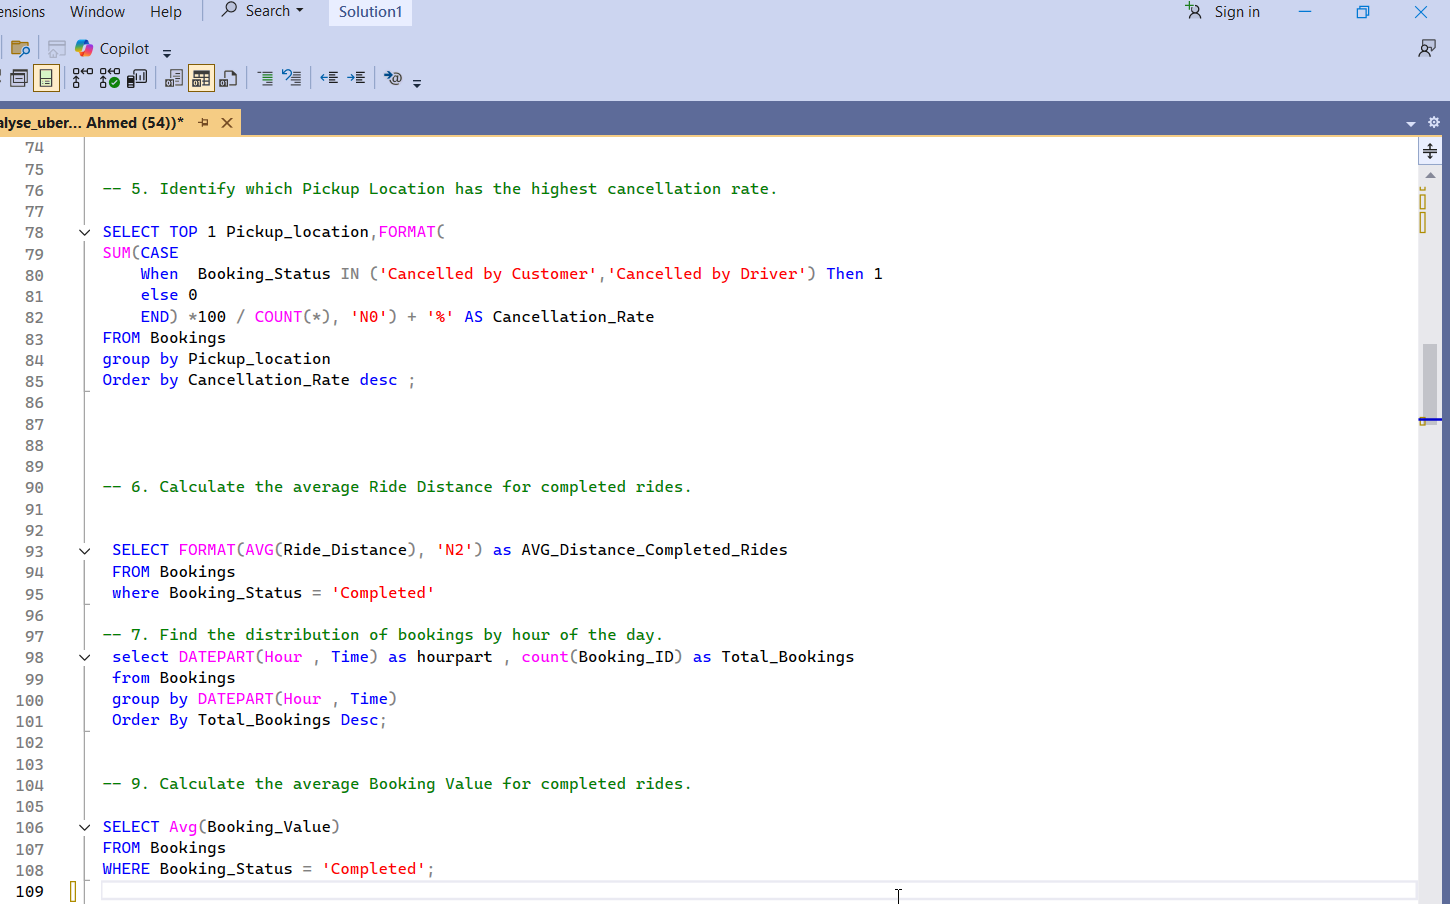 ensions Window Help Search Solution1 Sign in
Copilot
alyse_uber... Ahmed (54))*
74
75
76 -- 5. Identify which Pickup Location has the highest cancellation rate.
77
78 SELECT TOP 1 Pickup_location,FORMAT(
79 SUM(CASE
80 When Booking_Status IN ('Cancelled by Customer','Cancelled by Driver') Then 1
81 else 0
82 END) *100 / COUNT(*), 'N0') + '%' AS Cancellation_Rate
83 FROM Bookings
84 group by Pickup_location
85 Order by Cancellation_Rate desc ;
86
87
88
89
90 -- 6. Calculate the average Ride Distance for completed rides.
91
92
93 SELECT FORMAT(AVG(Ride_Distance), 'N2') as AVG_Distance_Completed_Rides
94 FROM Bookings
95 where Booking_Status = 'Completed'
96
97 -- 7. Find the distribution of bookings by hour of the day.
98 select DATEPART(Hour , Time) as hourpart , count(Booking_ID) as Total_Bookings
99 from Bookings
100 group by DATEPART(Hour , Time)
101 Order By Total_Bookings Desc;
102
103
104 -- 9. Calculate the average Booking Value for completed rides.
105
106 SELECT Avg(Booking_Value)
107 FROM Bookings
108 WHERE Booking_Status = 'Completed';
109